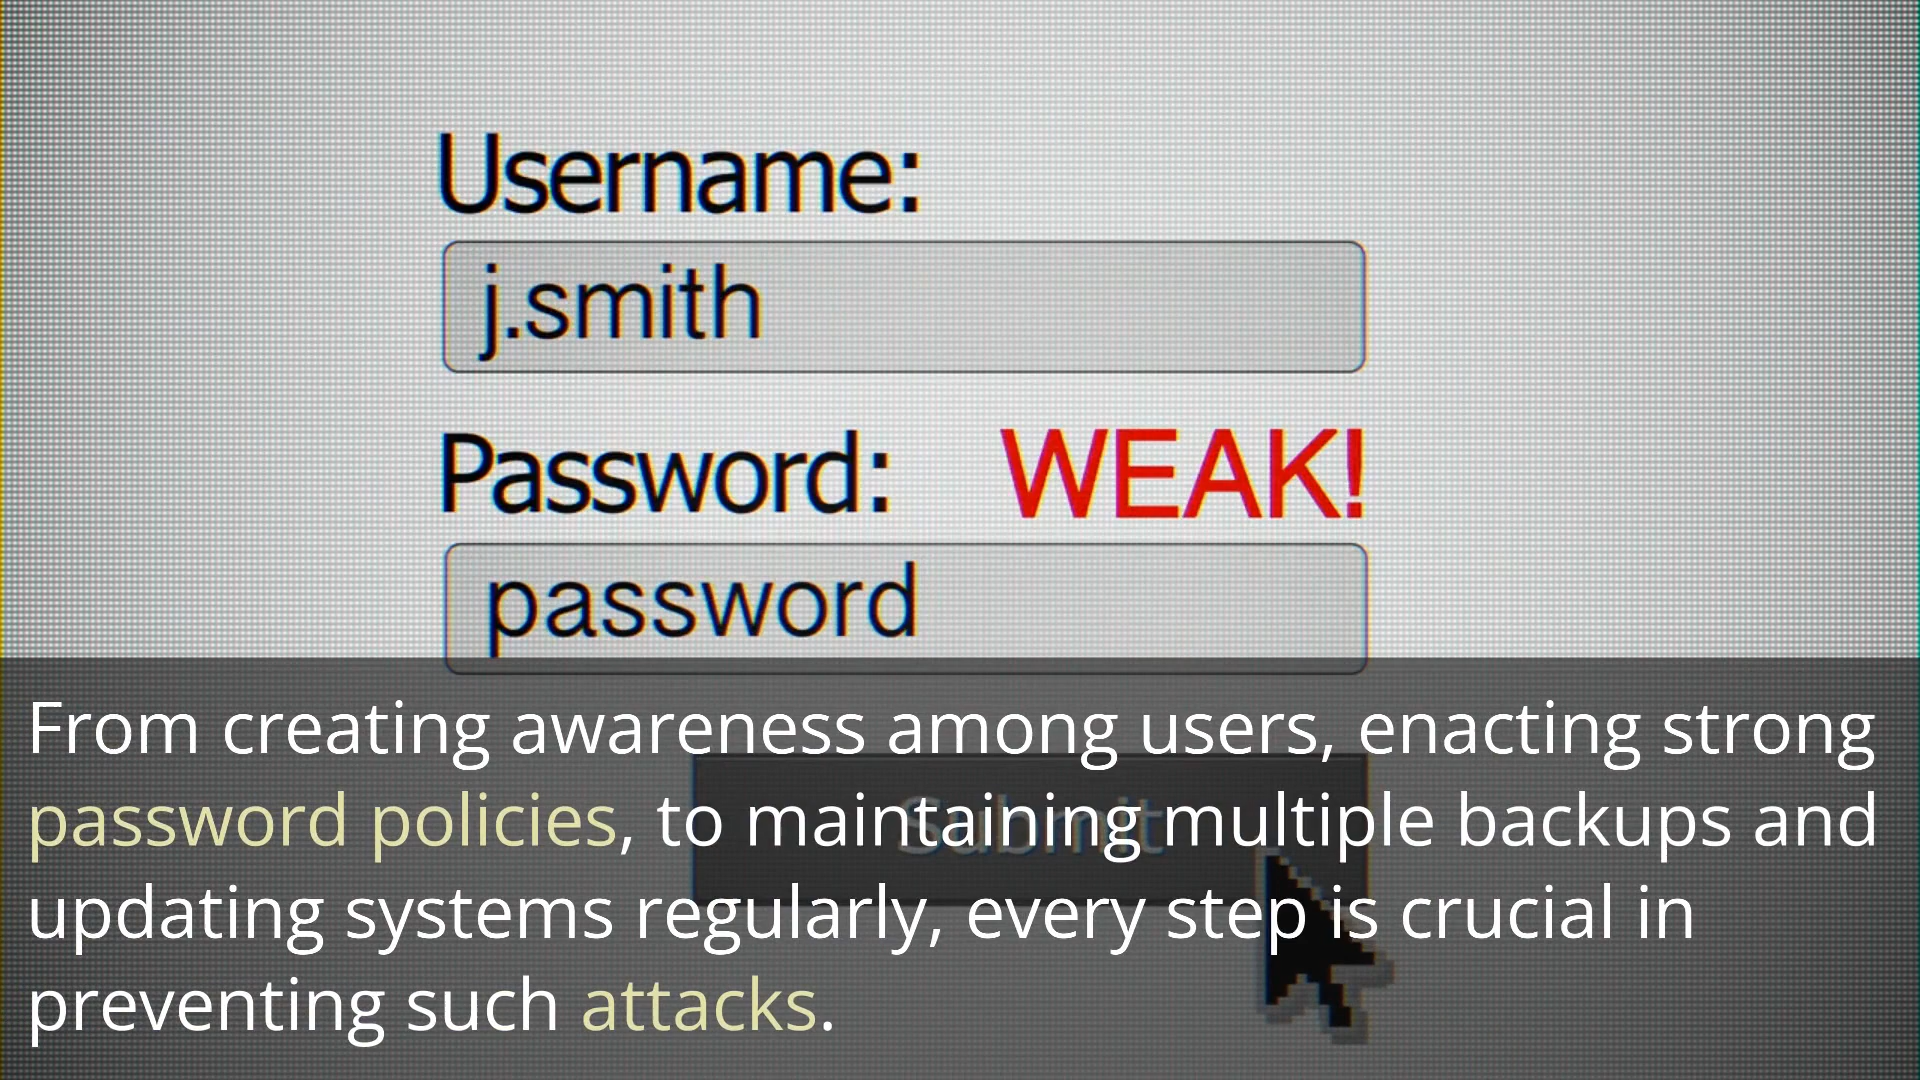 Username:
j.smith
Password: WEAK!
password
Submit
From creating awareness among users, enacting strong
password policies, to maintaining multiple backups and
updating systems regularly, every step is crucial in
preventing such attacks.